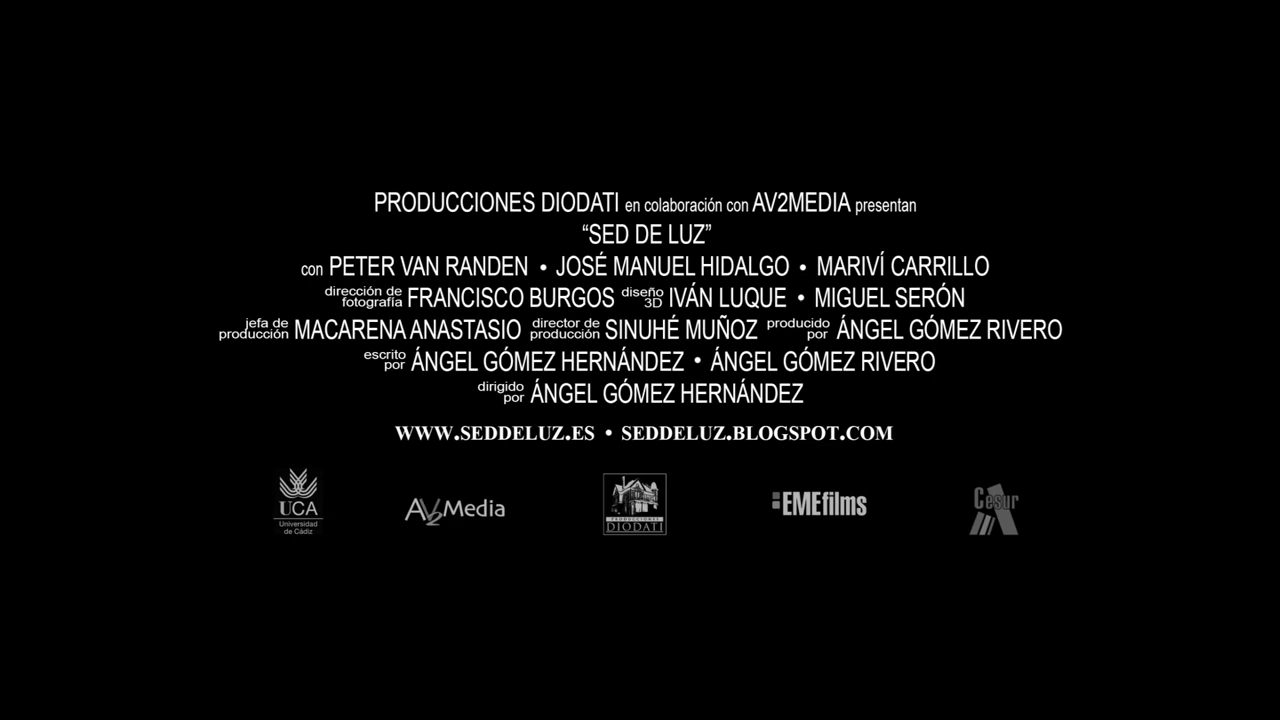 PRODUCCIONES DIODATI en colaboración con AV2MEDIA presentan
“SED DE LUZ”
con PETER VAN RANDEN • JOSÉ MANUEL HIDALGO • MARIVÍ CARRILLO
dirección de fotografía FRANCISCO BURGOS diseño 3D IVÁN LUQUE • MIGUEL SERÓN
jefa de producción MACARENA ANASTASIO director de producción SINUHÉ MUÑOZ producido por ÁNGEL GÓMEZ RIVERO
escrito por ÁNGEL GÓMEZ HERNÁNDEZ • ÁNGEL GÓMEZ RIVERO
dirigido por ÁNGEL GÓMEZ HERNÁNDEZ
WWW.SEDDELUZ.ES • SEDDELUZ.BLOGSPOT.COM
UCA
Universidad
de Cádiz
AV2Media
PRODUCCIONES
DIODATI
EMEfilms
Cesur